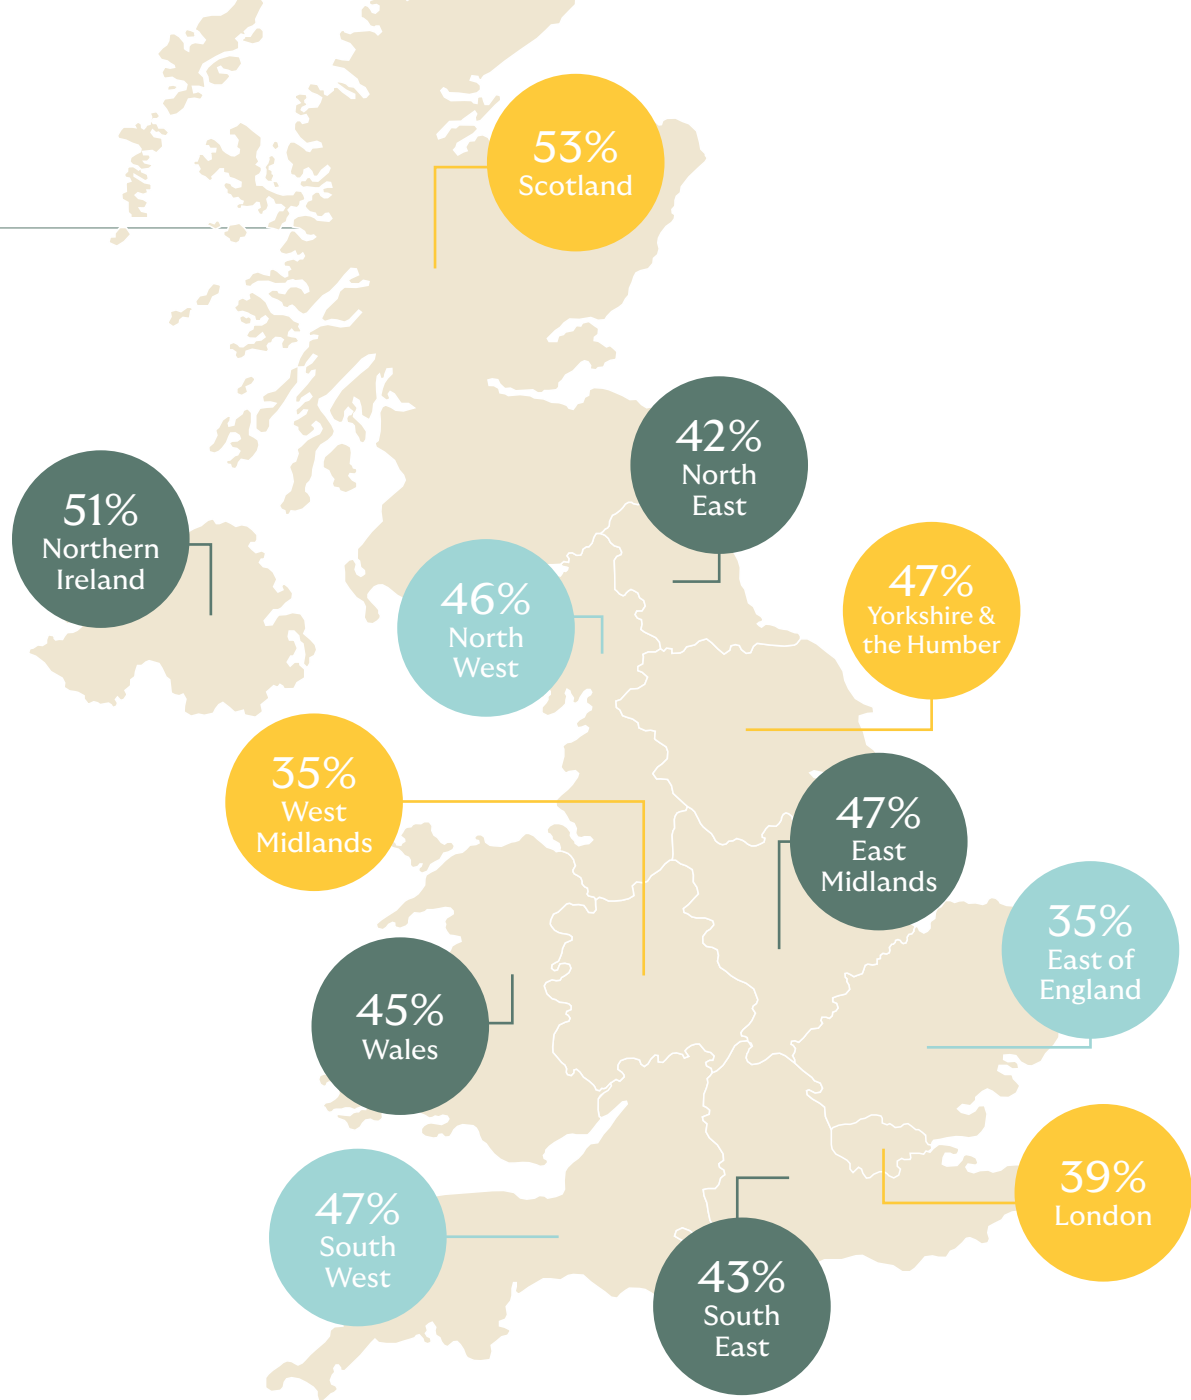 53%
Scotland
42%
North
East
51%
Northern
Ireland
46%
North
West
47%
Yorkshire &
the Humber
35%
West
Midlands
47%
East
Midlands
35%
East of
England
45%
Wales
39%
London
47%
South
West
43%
South
East